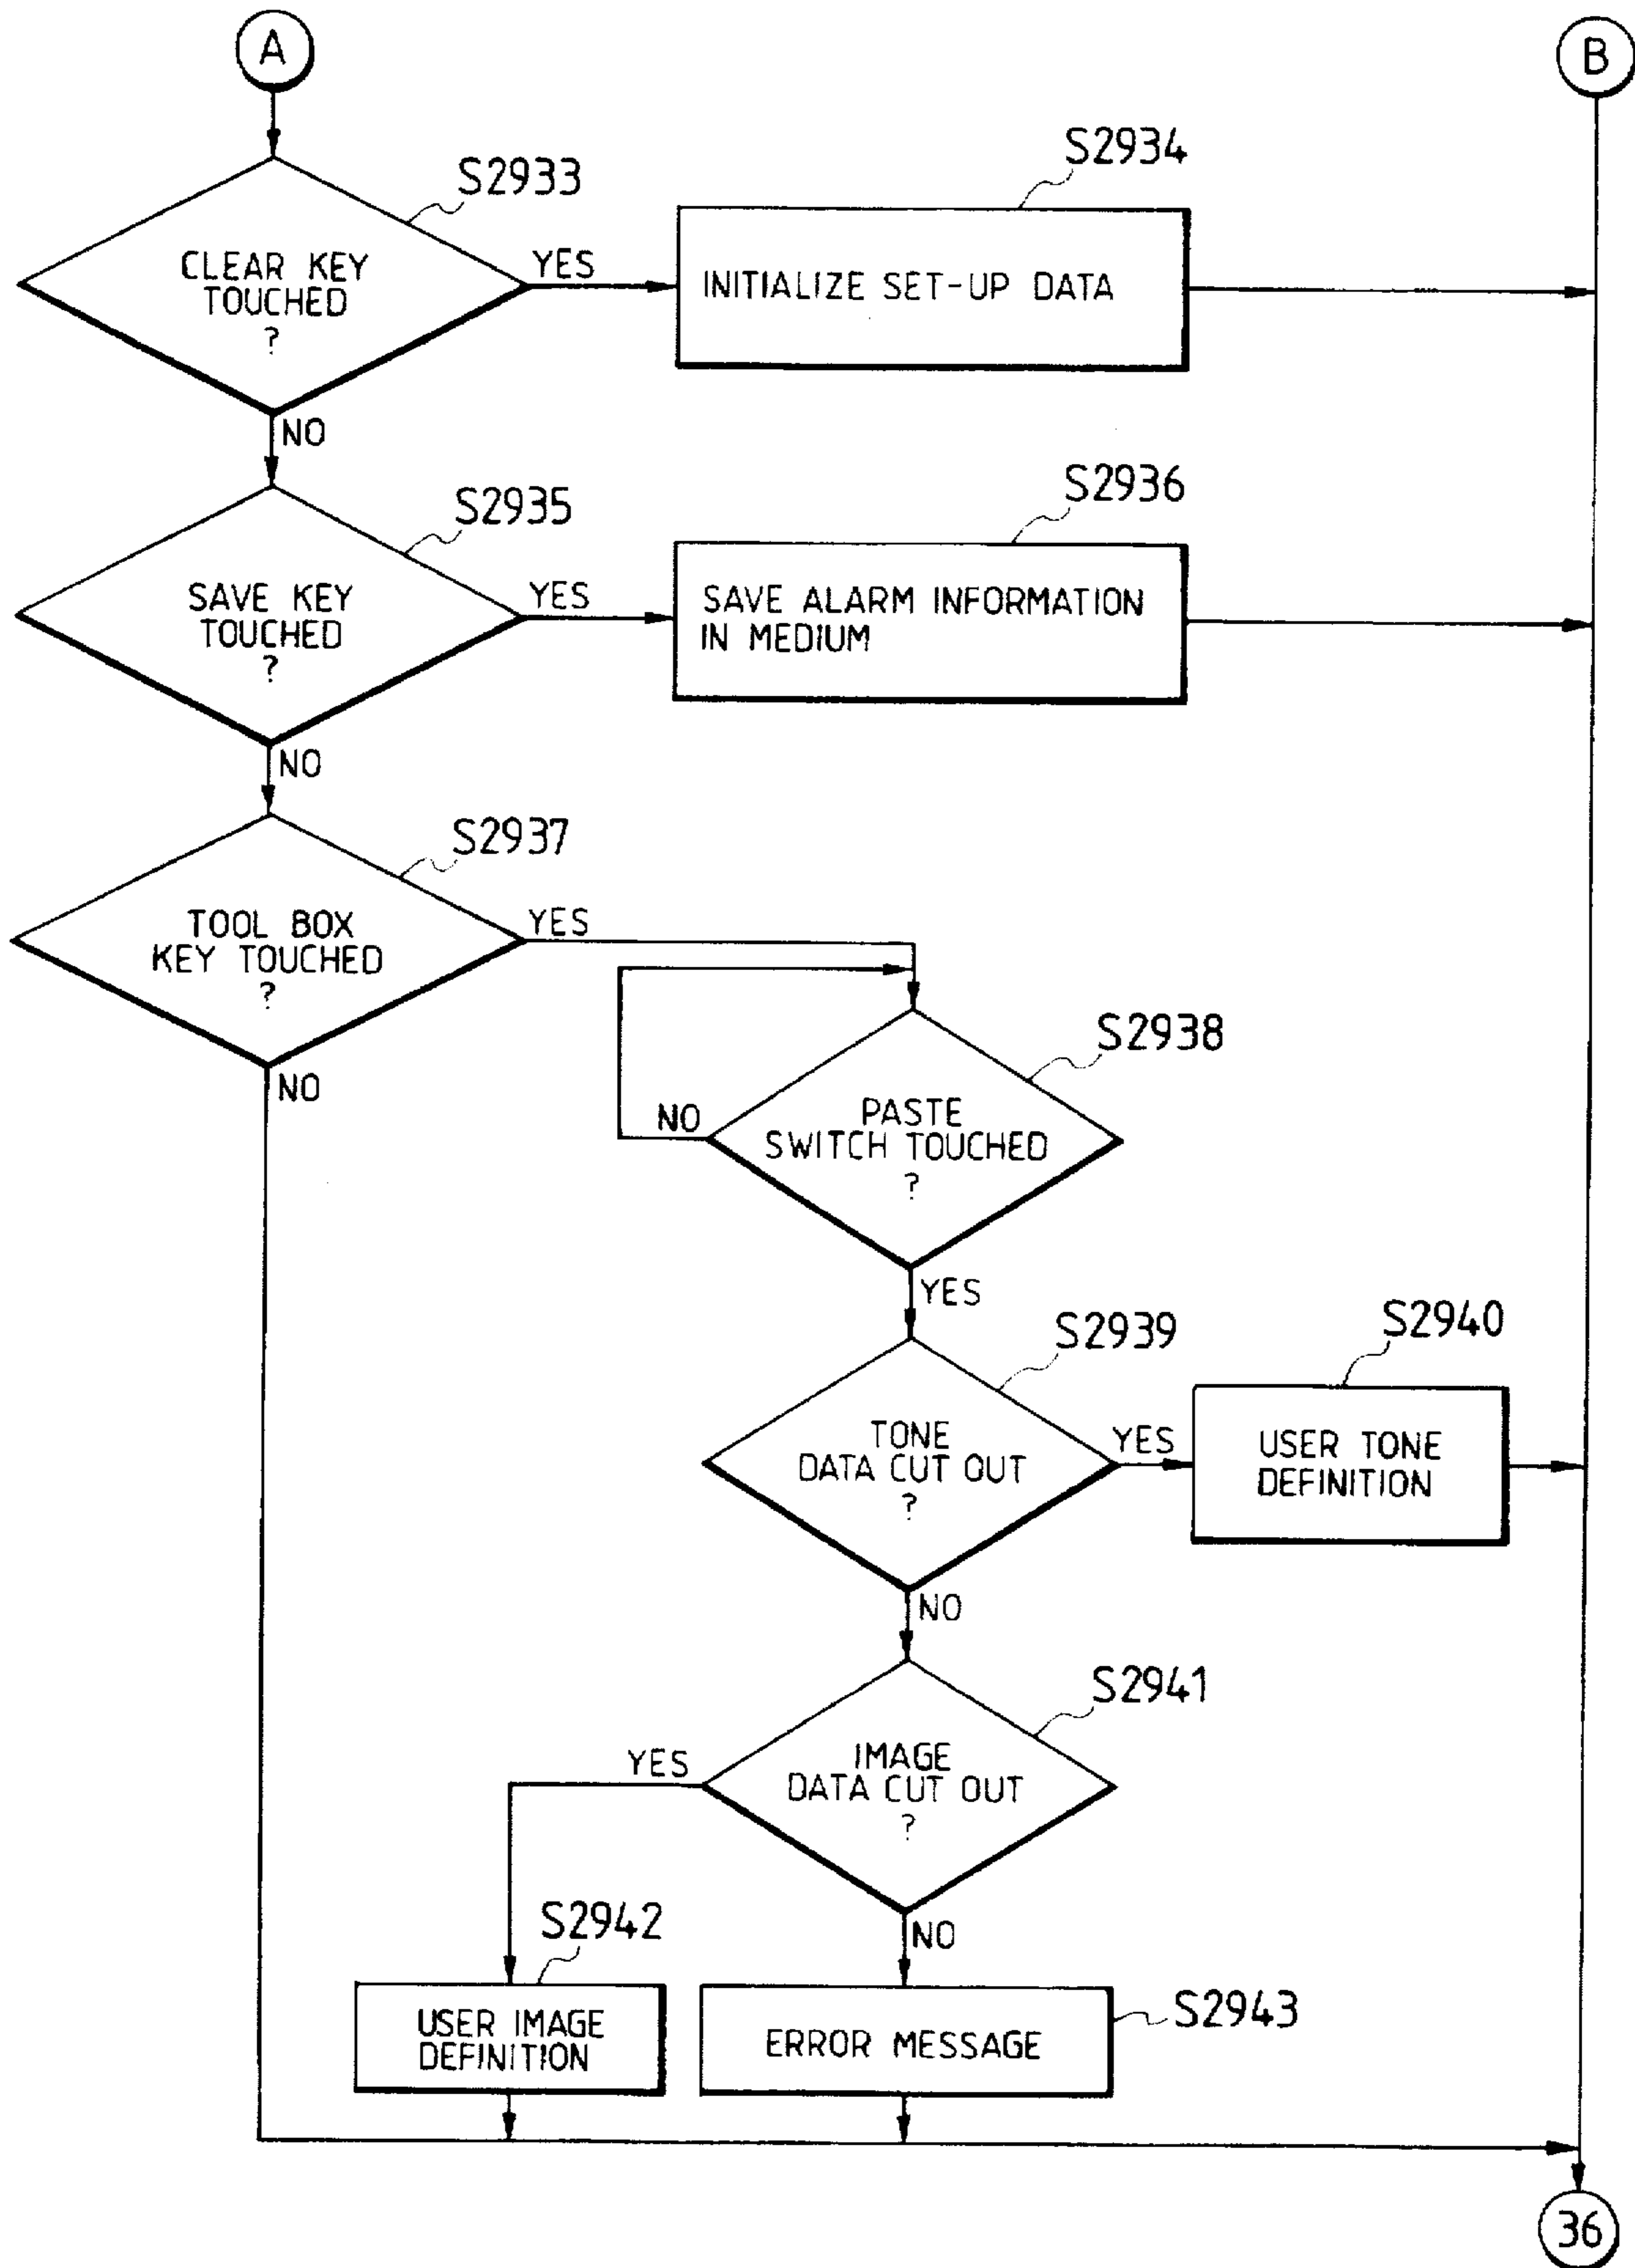 A
B
S2933
S2934
CLEAR KEY
TOUCHED
?
YES
INITIALIZE SET-UP DATA
NO
S2935
S2936
SAVE KEY
TOUCHED
?
YES
SAVE ALARM INFORMATION
IN MEDIUM
NO
S2937
TOOL BOX
KEY TOUCHED
?
YES
NO
S2938
PASTE
SWITCH TOUCHED
?
NO
YES
S2939
S2940
TONE
DATA CUT OUT
?
YES
USER TONE
DEFINITION
NO
S2941
IMAGE
DATA CUT OUT
?
YES
NO
S2942
USER IMAGE
DEFINITION
S2943
ERROR MESSAGE
36